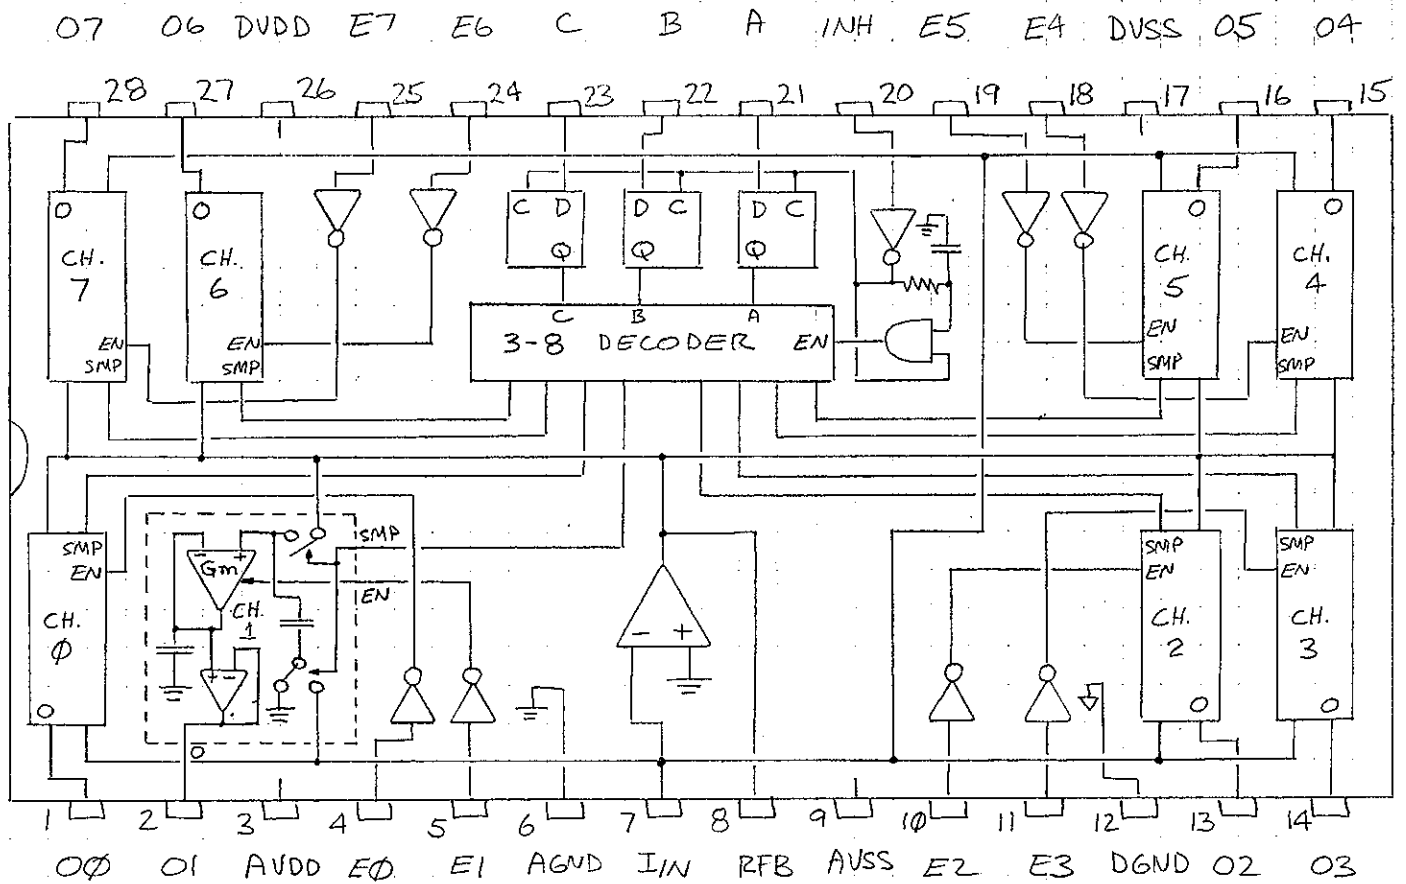 O7 O6 DVDD E7 E6 C B A INH E5 E4 DVSS O5 O4
28 27 26 25 24 23 22 21 20 19 18 17 16 15
O O C D D C D C O O
CH. 7 CH. 6 Q Q Q CH. 5 CH. 4
C B A
EN EN 3-8 DECODER EN EN EN
SMP SMP SMP SMP
SMP SMP SMP SMP
EN - + Gm EN EN EN
CH. Ø CH. 1 - + CH. 2 CH. 3
+ -
O O O O
1 2 3 4 5 6 7 8 9 1Ø 11 12 13 14
OØ O1 AVDD EØ E1 AGND I/N RFB AVSS E2 E3 DGND O2 O3